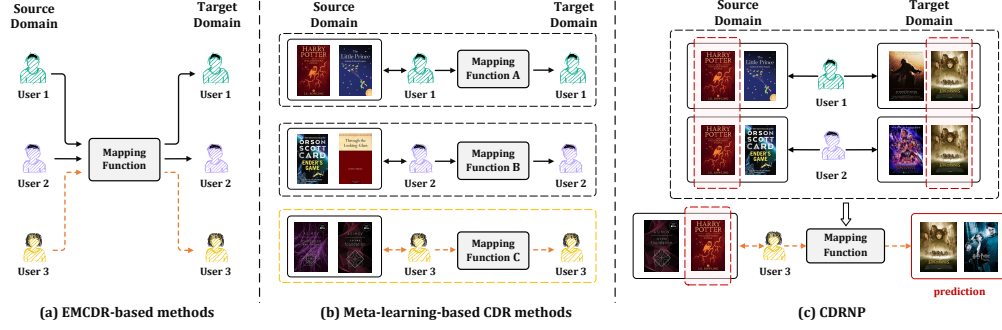 Source
Domain
Target
Domain
User 1
User 2
Mapping
Function
User 2
User 1
User 3
User 3
(a) EMCDR-based methods
Source
Domain
Target
Domain
HARRY
POTTER
The
Little Prince
User 1
Mapping
Function A
User 1
ORSON
SCOTT
CARD
ENDER'S
GAME
Through the
Looking Glass
User 2
Mapping
Function B
User 2
User 3
Mapping
Function C
User 3
(b) Meta-learning-based CDR methods
Source
Domain
Target
Domain
HARRY
POTTER
The
Little Prince
User 1
HARRY
POTTER
ORSON
SCOTT
CARD
ENDER'S
GAME
User 2
HARRY
POTTER
User 3
Mapping
Function
prediction
(c) CDRNP